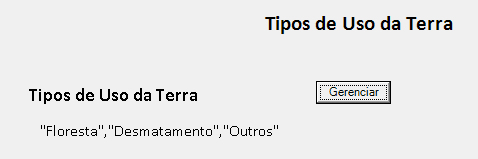 Tipos de Uso da Terra
Tipos de Uso da Terra
Gerenciar
"Floresta","Desmatamento","Outros"